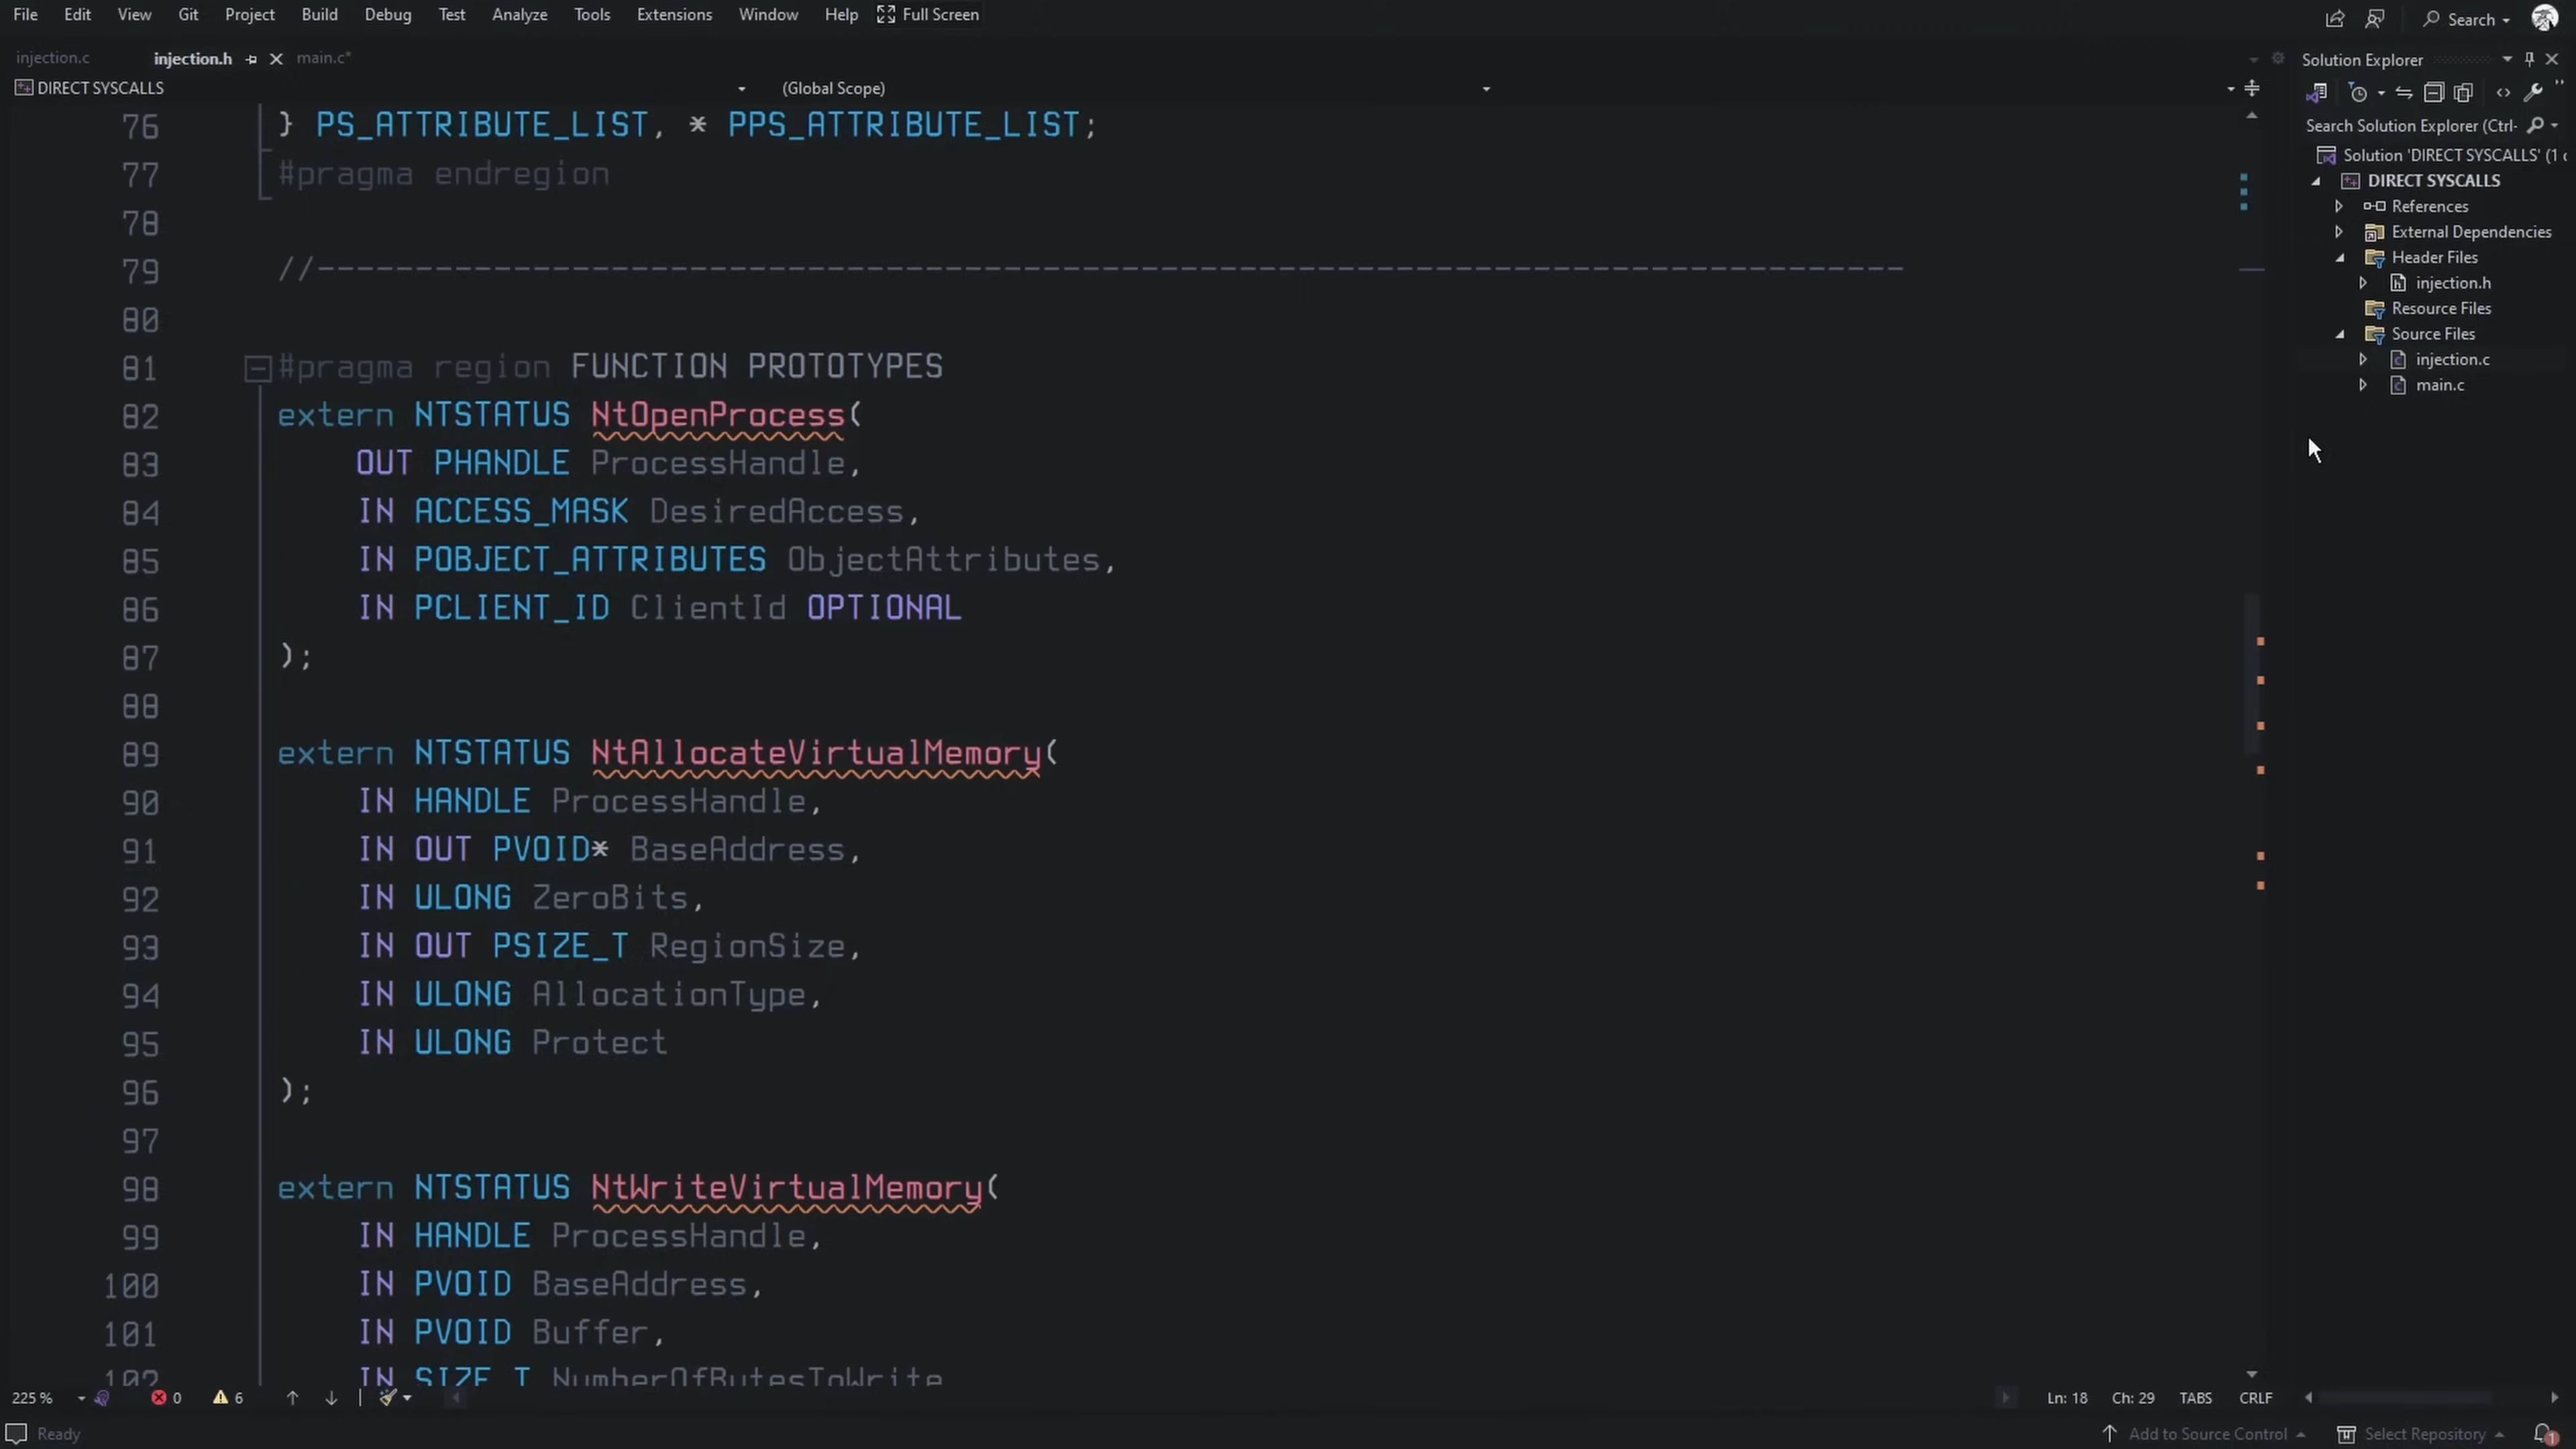 File Edit View Git Project Build Debug Test Analyze Tools Extensions Window Help Full Screen Search
injection.c injection.h main.c*
DIRECT SYSCALLS (Global Scope)
76 } PS_ATTRIBUTE_LIST, * PPS_ATTRIBUTE_LIST;
77 #pragma endregion
78
79 //---------------------------------------------------------------------------------
80
81 #pragma region FUNCTION PROTOTYPES
82 extern NTSTATUS NtOpenProcess(
83 OUT PHANDLE ProcessHandle,
84 IN ACCESS_MASK DesiredAccess,
85 IN POBJECT_ATTRIBUTES ObjectAttributes,
86 IN PCLIENT_ID ClientId OPTIONAL
87 );
88
89 extern NTSTATUS NtAllocateVirtualMemory(
90 IN HANDLE ProcessHandle,
91 IN OUT PVOID* BaseAddress,
92 IN ULONG ZeroBits,
93 IN OUT PSIZE_T RegionSize,
94 IN ULONG AllocationType,
95 IN ULONG Protect
96 );
97
98 extern NTSTATUS NtWriteVirtualMemory(
99 IN HANDLE ProcessHandle,
100 IN PVOID BaseAddress,
101 IN PVOID Buffer,
102 IN SIZE_T NumberOfBytesToWrite
Solution Explorer
Search Solution Explorer (Ctrl-
Solution 'DIRECT SYSCALLS' (1
DIRECT SYSCALLS
References
External Dependencies
Header Files
injection.h
Resource Files
Source Files
injection.c
main.c
225 % 0 6 Ln: 18 Ch: 29 TABS CRLF
Ready Add to Source Control Select Repository 1